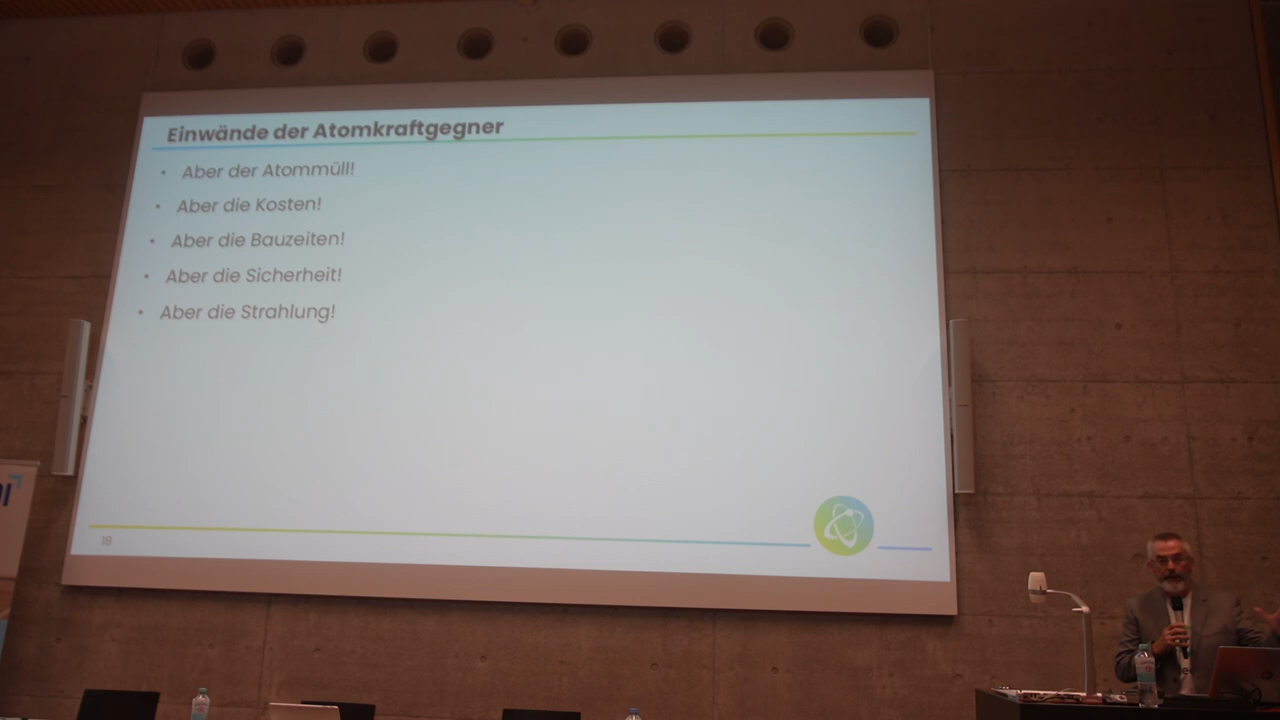 Einwände der Atomkraftgegner
• Aber der Atommüll!
• Aber die Kosten!
• Aber die Bauzeiten!
• Aber die Sicherheit!
• Aber die Strahlung!
18